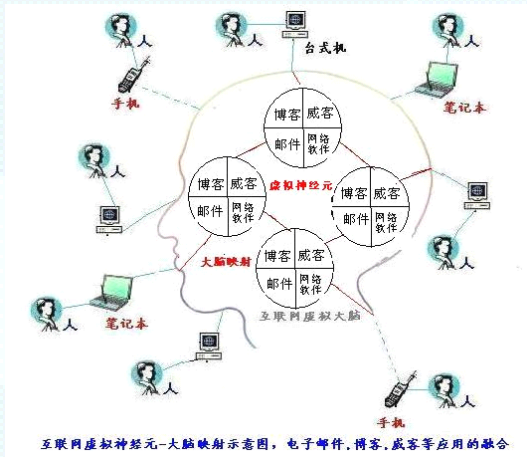 人
人
台式机
人
手机
笔记本
博客
威客
邮件
网络
软件
人
虚拟神经元
博客
威客
邮件
网络
软件
博客
威客
邮件
网络
软件
人
大脑映射
博客
威客
邮件
网络
软件
人
笔记本
互联网虚拟大脑
人
人
手机
互联网虚拟神经元-大脑映射示意图，电子邮件,博客,威客等应用的融合